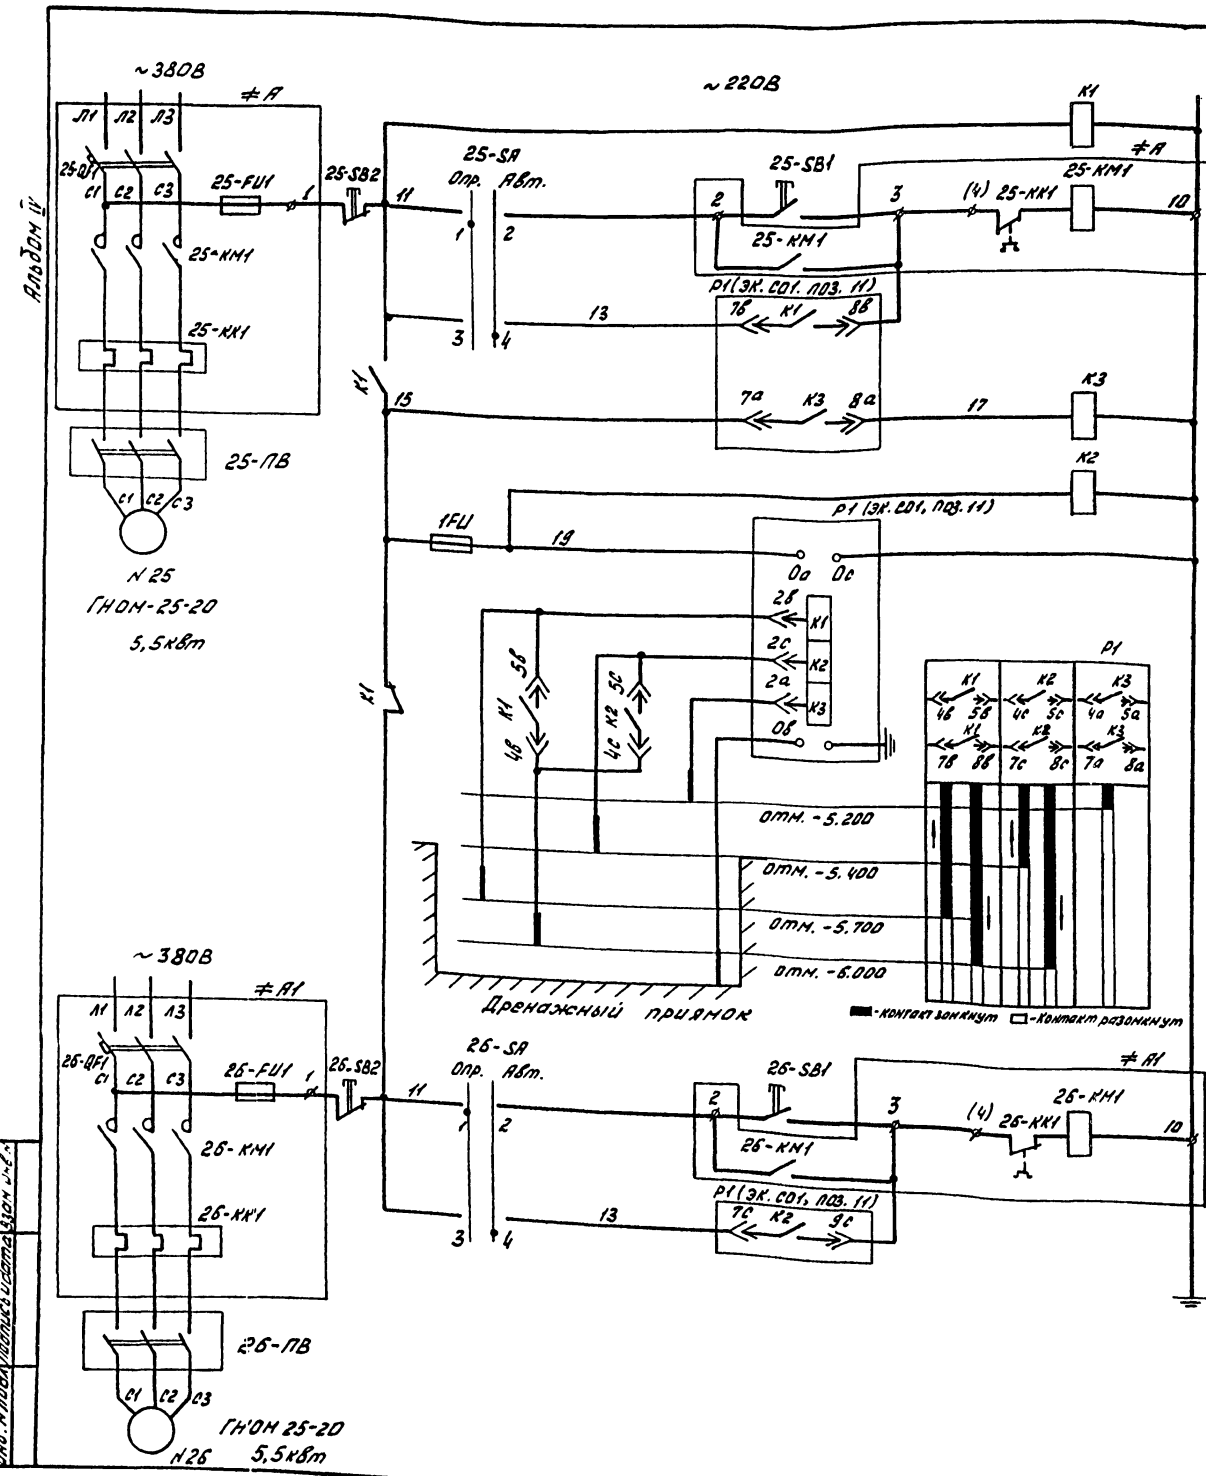 Альбом IV
~380В
≠А
Л1 Л2 Л3
25-QF1
С1 С2 С3
25-FU1
1
25-SB2
11
25-КМ1
25-КК1
25-ПВ
С1 С2 С3
N 25
ГНОМ-25-20
5,5кВт
~220В
К1
25-SA
Опр. Авт.
1 2
3 4
25-SB1
≠А
2
3
(4)
25-КК1
25-КМ1
10
25-КМ1
Р1 (ЭК. СО1. ПОЗ. 11)
13
7в К1 8в
К1
15
7а К3 8а
17
К3
К2
Р1 (ЭК. СО1, ПОЗ. 11)
1FU
19
0а 0с
2в
К1
2с
К2
2а
К3
0в
5в
К1
4в
5с
К2
4с
К1
Р1
К1 К2 К3
4в 5в 4с 5с 4а 5а
К1 К2 К3
7в 8в 7с 8с 7а 8а
отм. -5.200
отм. -5.400
отм. -5.700
отм. -6.000
Дренажный приямок
-контакт замкнут
-контакт разомкнут
~380В
≠А1
Л1 Л2 Л3
26-QF1
С1 С2 С3
26-FU1
1
26-SB2
11
26-КМ1
26-КК1
26-ПВ
С1 С2 С3
ГНОМ 25-20
N26 5,5кВт
26-SA
Опр. Авт.
1 2
3 4
26-SB1
≠А1
2
3
(4)
26-КК1
26-КМ1
10
26-КМ1
Р1 (ЭК. СО1, ПОЗ. 11)
13
7с К2 9с